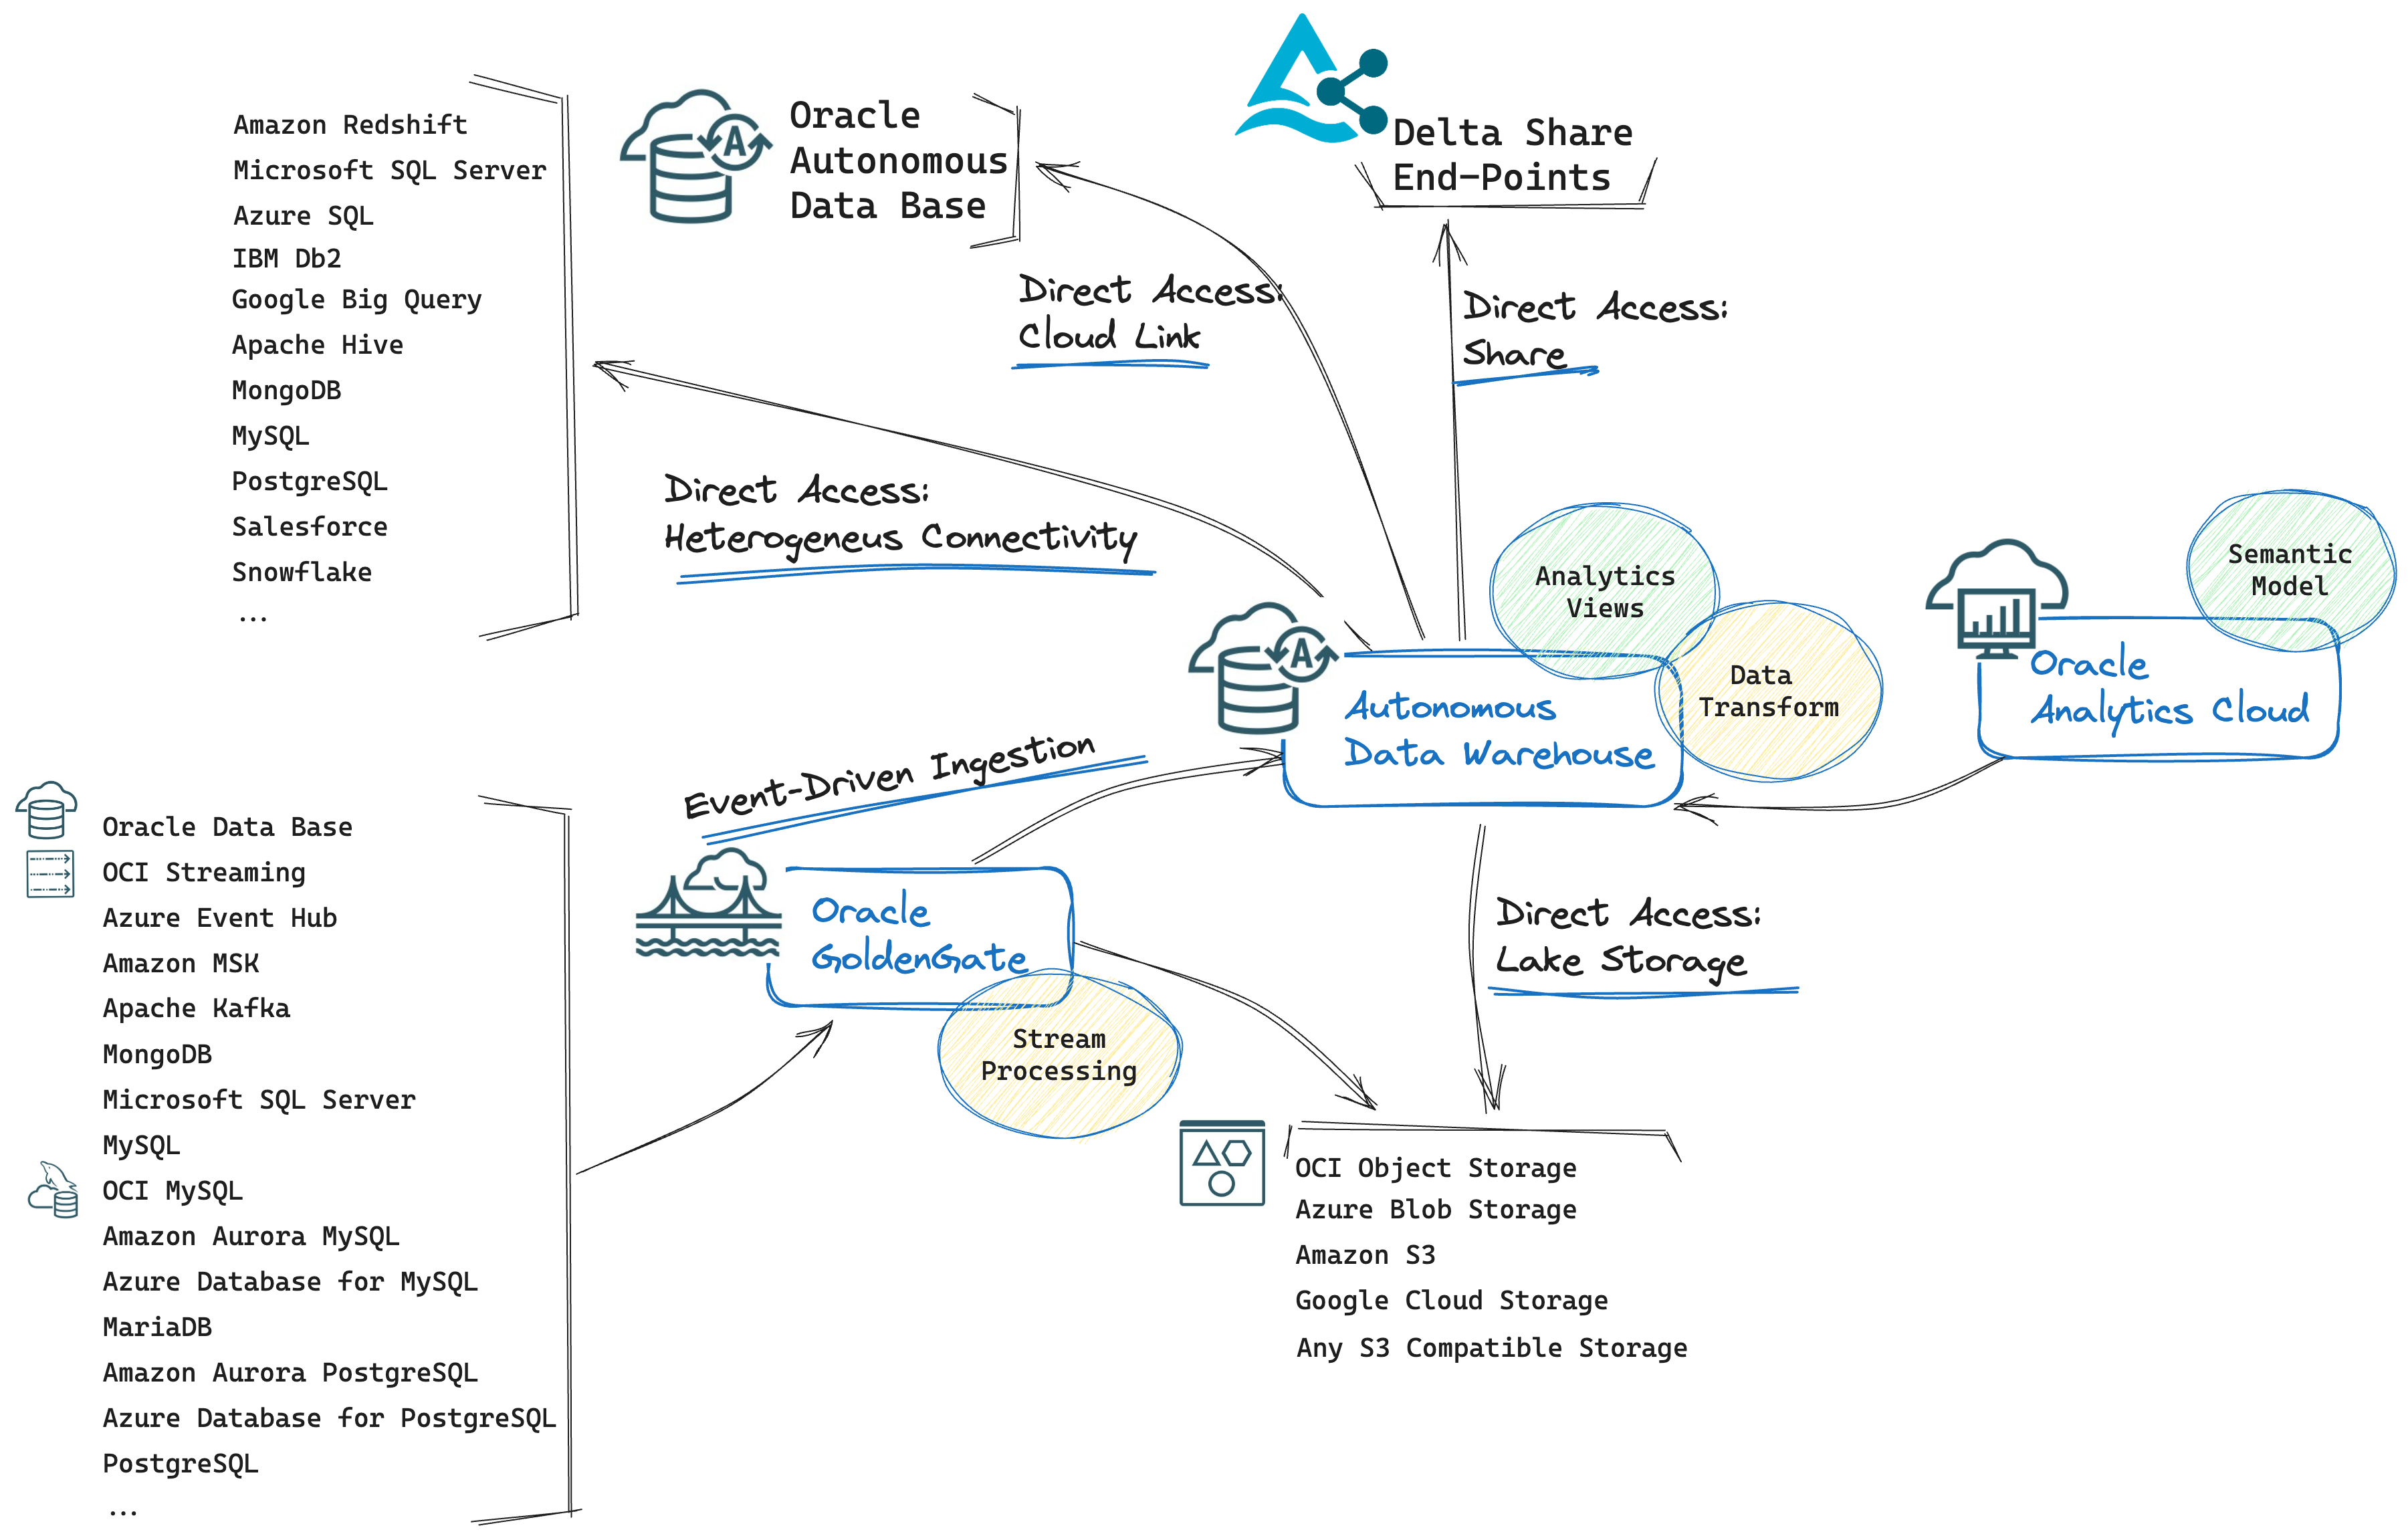 Amazon Redshift
Microsoft SQL Server
Azure SQL
IBM Db2
Google Big Query
Apache Hive
MongoDB
MySQL
PostgreSQL
Salesforce
Snowflake
...
A
Oracle
Autonomous
Data Base
Delta Share
End-Points
Direct Access:
Cloud Link
Direct Access:
Share
Direct Access:
Heterogeneus Connectivity
Analytics
Views
Data
Transform
A
Autonomous
Data Warehouse
Semantic
Model
Oracle
Analytics Cloud
Event-Driven Ingestion
Oracle
GoldenGate
Stream
Processing
Direct Access:
Lake Storage
Oracle Data Base
OCI Streaming
Azure Event Hub
Amazon MSK
Apache Kafka
MongoDB
Microsoft SQL Server
MySQL
OCI MySQL
Amazon Aurora MySQL
Azure Database for MySQL
MariaDB
Amazon Aurora PostgreSQL
Azure Database for PostgreSQL
PostgreSQL
...
OCI Object Storage
Azure Blob Storage
Amazon S3
Google Cloud Storage
Any S3 Compatible Storage